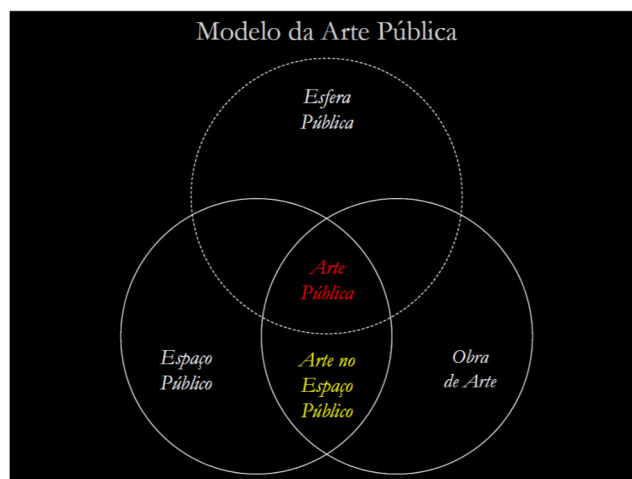 Modelo da Arte Pública
Esfera
Pública
Arte
Pública
Espaço
Público
Arte no
Espaço
Público
Obra
de Arte